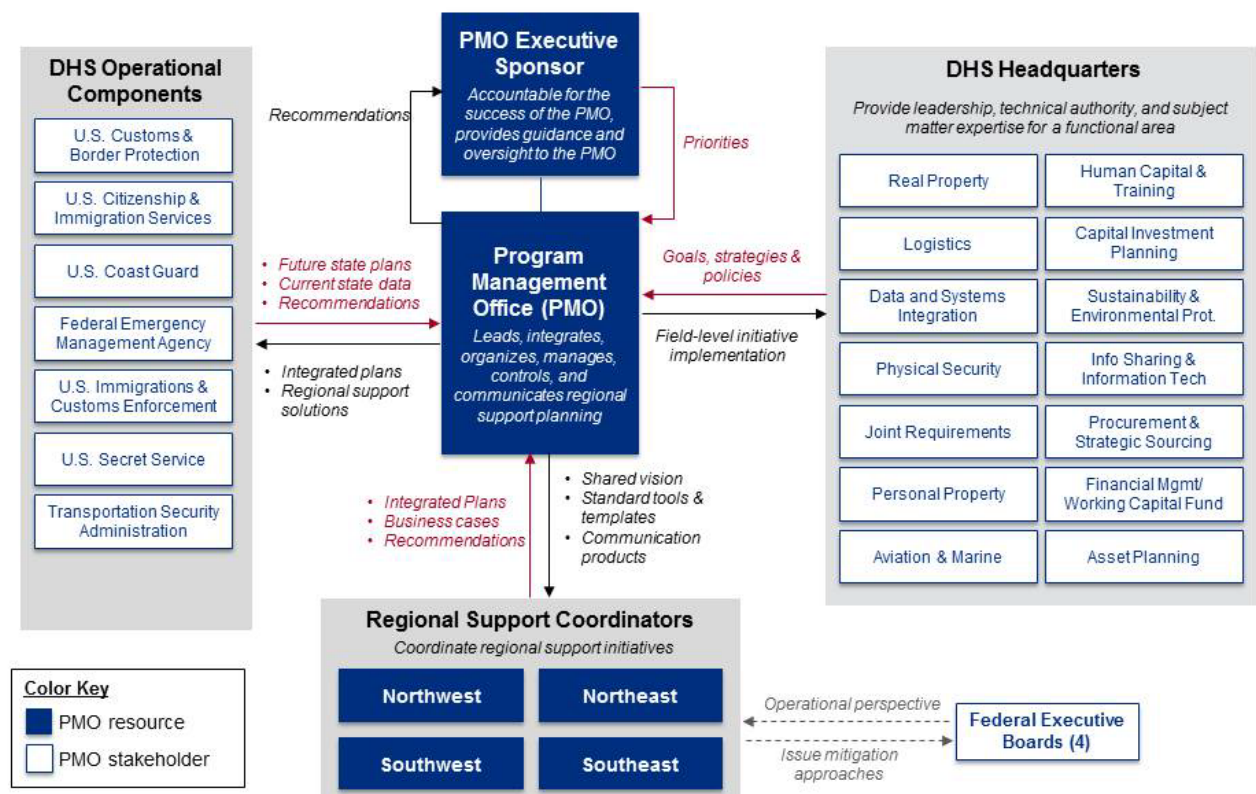 DHS Operational
Components
U.S. Customs &
Border Protection
U.S. Citizenship &
Immigration Services
U.S. Coast Guard
Federal Emergency
Management Agency
U.S. Immigrations &
Customs Enforcement
U.S. Secret Service
Transportation Security
Administration
Recommendations
PMO Executive
Sponsor
Accountable for the
success of the PMO,
provides guidance and
oversight to the PMO
Priorities
• Future state plans
• Current state data
• Recommendations
• Integrated plans
• Regional support
solutions
Program
Management
Office (PMO)
Leads, integrates,
organizes, manages,
controls, and
communicates regional
support planning
Goals, strategies &
policies
Field-level initiative
implementation
DHS Headquarters
Provide leadership, technical authority, and subject
matter expertise for a functional area
Real Property
Human Capital &
Training
Logistics
Capital Investment
Planning
Data and Systems
Integration
Sustainability &
Environmental Prot.
Physical Security
Info Sharing &
Information Tech
Joint Requirements
Procurement &
Strategic Sourcing
Personal Property
Financial Mgmt/
Working Capital Fund
Aviation & Marine
Asset Planning
• Integrated Plans
• Business cases
• Recommendations
• Shared vision
• Standard tools &
templates
• Communication
products
Regional Support Coordinators
Coordinate regional support initiatives
Northwest
Northeast
Southwest
Southeast
Operational perspective
Issue mitigation
approaches
Federal Executive
Boards (4)
Color Key
PMO resource
PMO stakeholder